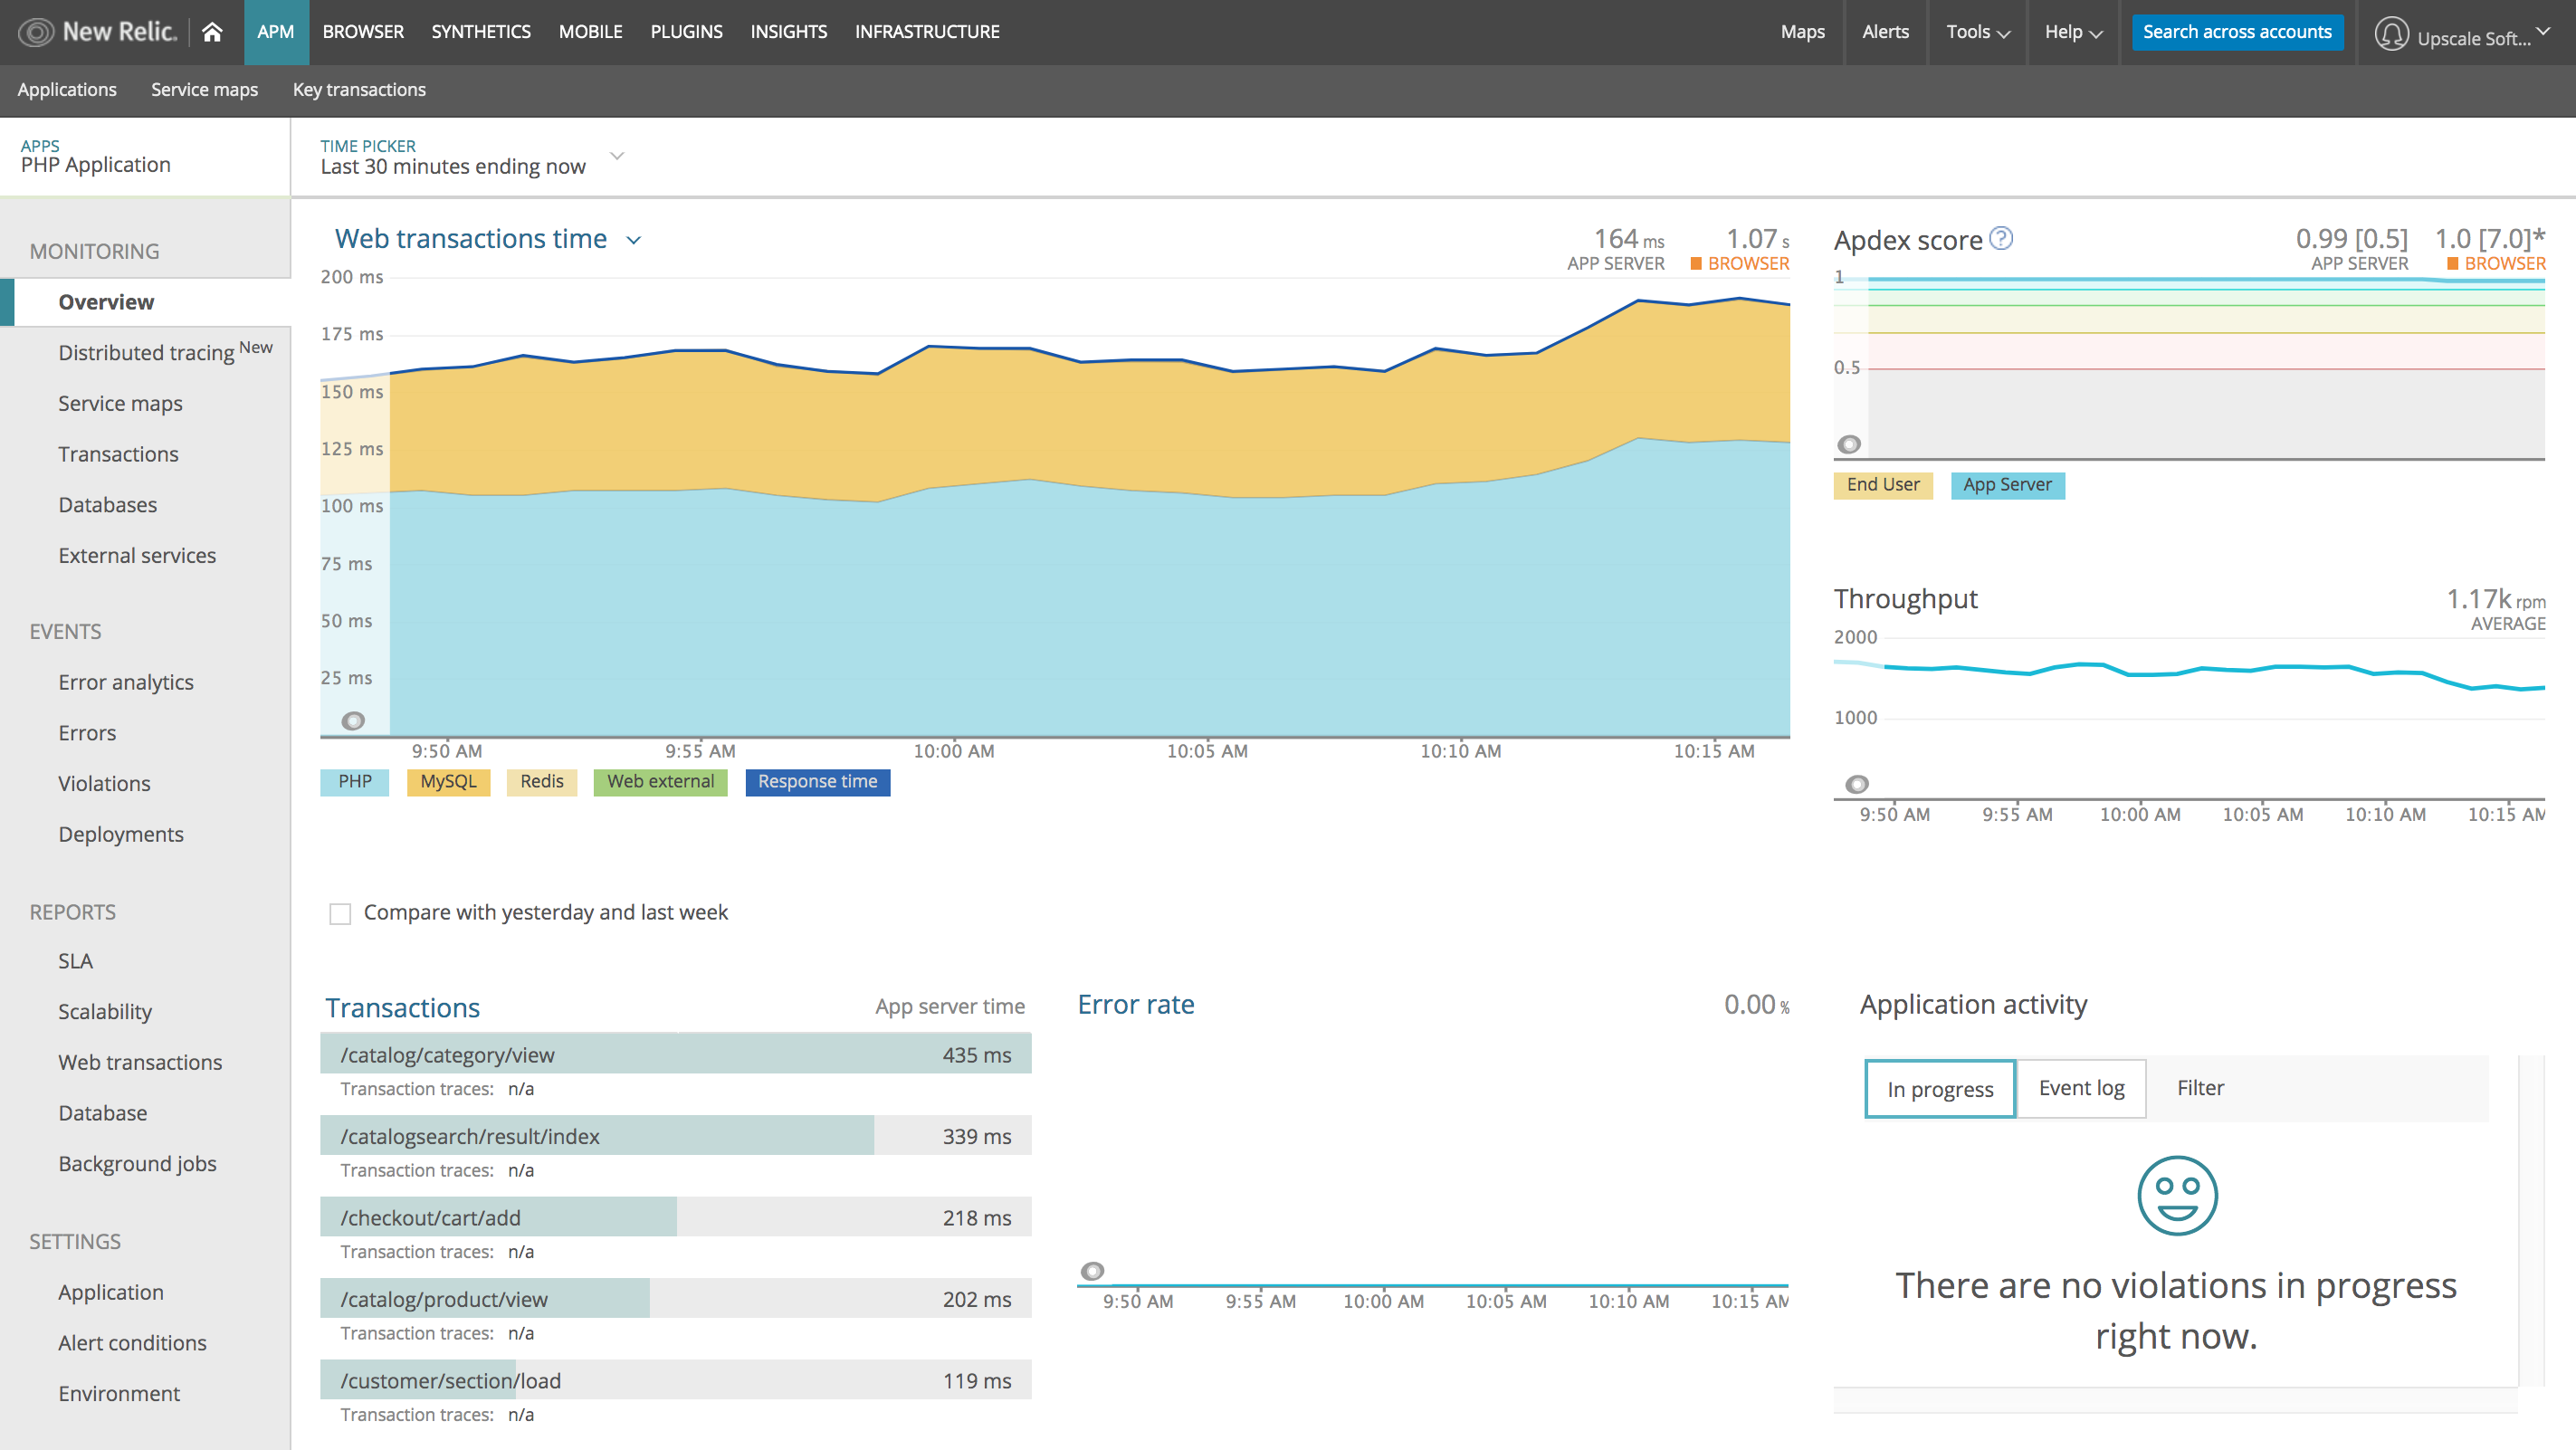 New Relic.
APM BROWSER SYNTHETICS MOBILE PLUGINS INSIGHTS INFRASTRUCTURE
Maps Alerts Tools Help Search across accounts Upscale Soft...
Applications Service maps Key transactions
APPS
PHP Application
TIME PICKER
Last 30 minutes ending now
MONITORING
Overview
Distributed tracing New
Service maps
Transactions
Databases
External services
EVENTS
Error analytics
Errors
Violations
Deployments
REPORTS
SLA
Scalability
Web transactions
Database
Background jobs
SETTINGS
Application
Alert conditions
Environment
Web transactions time
164 ms 1.07 s
APP SERVER BROWSER
200 ms
175 ms
150 ms
125 ms
100 ms
75 ms
50 ms
25 ms
9:50 AM 9:55 AM 10:00 AM 10:05 AM 10:10 AM 10:15 AM
PHP MySQL Redis Web external Response time
Compare with yesterday and last week
Apdex score ?
0.99 [0.5] 1.0 [7.0]*
APP SERVER BROWSER
1
0.5
End User App Server
Throughput
1.17k rpm
AVERAGE
2000
1000
9:50 AM 9:55 AM 10:00 AM 10:05 AM 10:10 AM 10:15 AM
Transactions App server time
/catalog/category/view 435 ms
Transaction traces: n/a
/catalogsearch/result/index 339 ms
Transaction traces: n/a
/checkout/cart/add 218 ms
Transaction traces: n/a
/catalog/product/view 202 ms
Transaction traces: n/a
/customer/section/load 119 ms
Transaction traces: n/a
Error rate 0.00 %
9:50 AM 9:55 AM 10:00 AM 10:05 AM 10:10 AM 10:15 AM
Application activity
In progress Event log Filter
There are no violations in progress
right now.